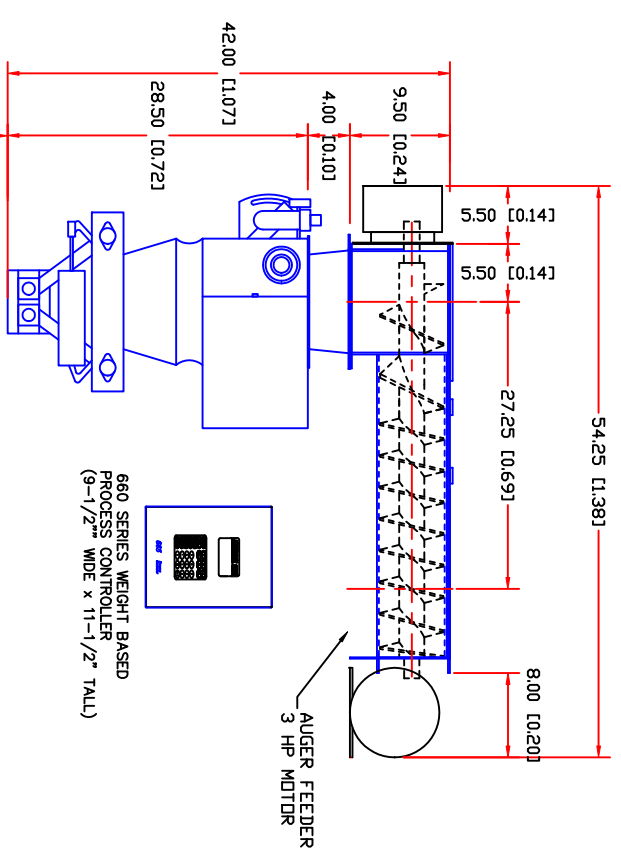 54.25 [1.38]
8.00 [0.20]
27.25 [0.69]
5.50 [0.14]
5.50 [0.14]
9.50 [0.24]
4.00 [0.10]
42.00 [1.07]
28.50 [0.72]
AUGER FEEDER
3 HP MOTOR
660 SERIES WEIGHT BASED
PROCESS CONTROLLER
(9-1/2"" WIDE x 11-1/2" TALL)